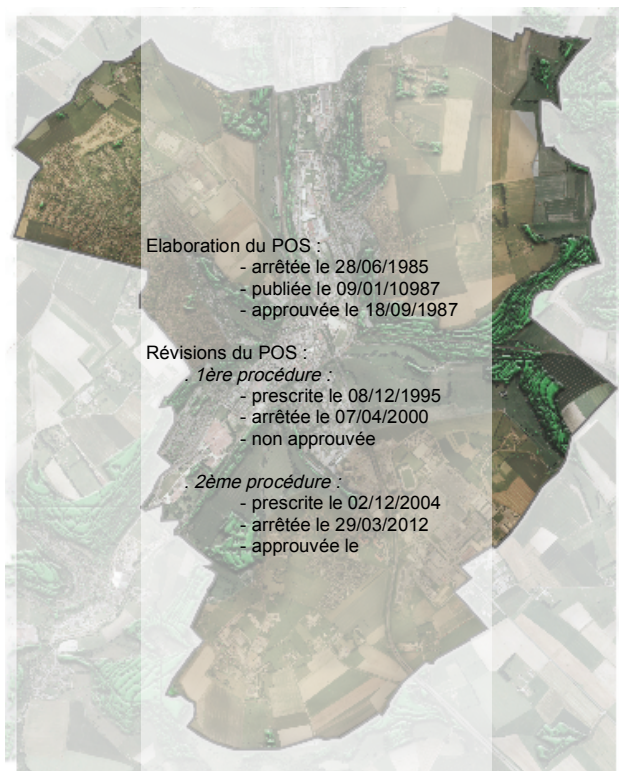 Elaboration du POS :
- arrêtée le 28/06/1985
- publiée le 09/01/10987
- approuvée le 18/09/1987
Révisions du POS :
. 1ère procédure :
- prescrite le 08/12/1995
- arrêtée le 07/04/2000
- non approuvée
. 2ème procédure :
- prescrite le 02/12/2004
- arrêtée le 29/03/2012
- approuvée le